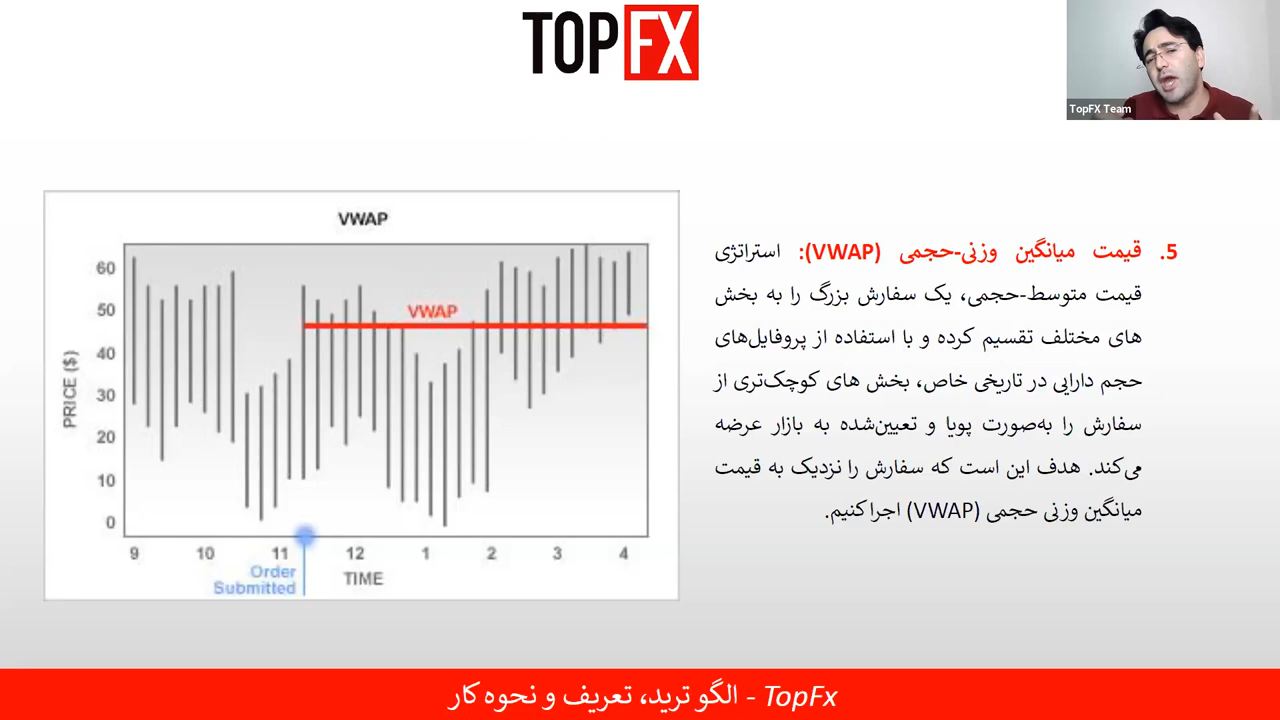 TOPFX
TopFX Team
VWAP
PRICE ($)
60
50
40
30
20
10
0
VWAP
9 10 11 12 1 2 3 4
Order
Submitted
TIME
5. قیمت میانگین وزنی-حجمی (VWAP): استراتژی
قیمت متوسط-حجمی، یک سفارش بزرگ را به بخش
های مختلف تقسیم کرده و با استفاده از پروفایل‌های
حجم دارایی در تاریخی خاص، بخش های کوچک‌تری از
سفارش را به‌صورت پویا و تعیین‌شده به بازار عرضه
می‌کند. هدف این است که سفارش را نزدیک به قیمت
میانگین وزنی حجمی (VWAP) اجرا کنیم.
TopFx - الگو ترید، تعریف و نحوه کار